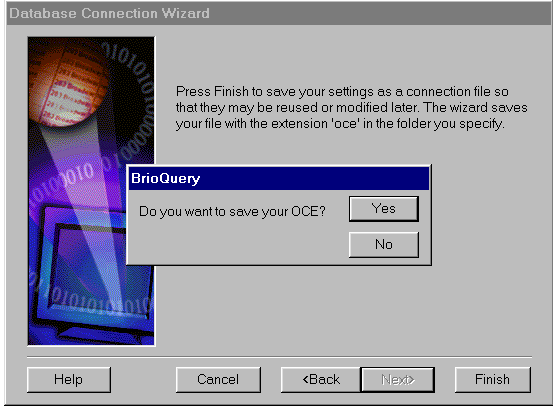 Database Connection Wizard
Press Finish to save your settings as a connection file so
that they may be reused or modified later. The wizard saves
your file with the extension 'oce' in the folder you specify.
BrioQuery
Do you want to save your OCE?
Yes
No
Help
Cancel
<Back
Next>
Finish